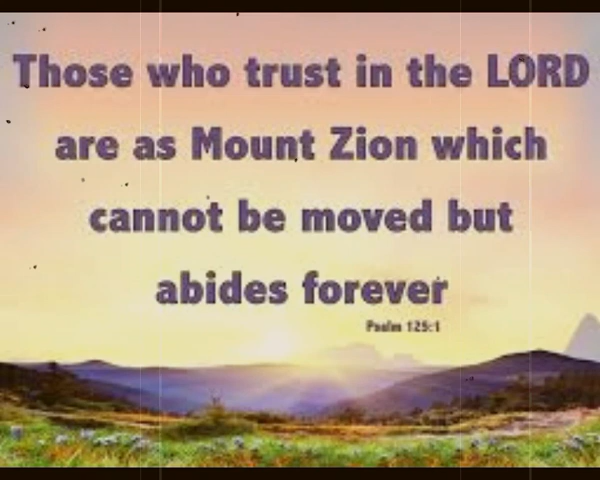 Those who trust in the LORD
are as Mount Zion which
cannot be moved but
abides forever
Psalm 125:1